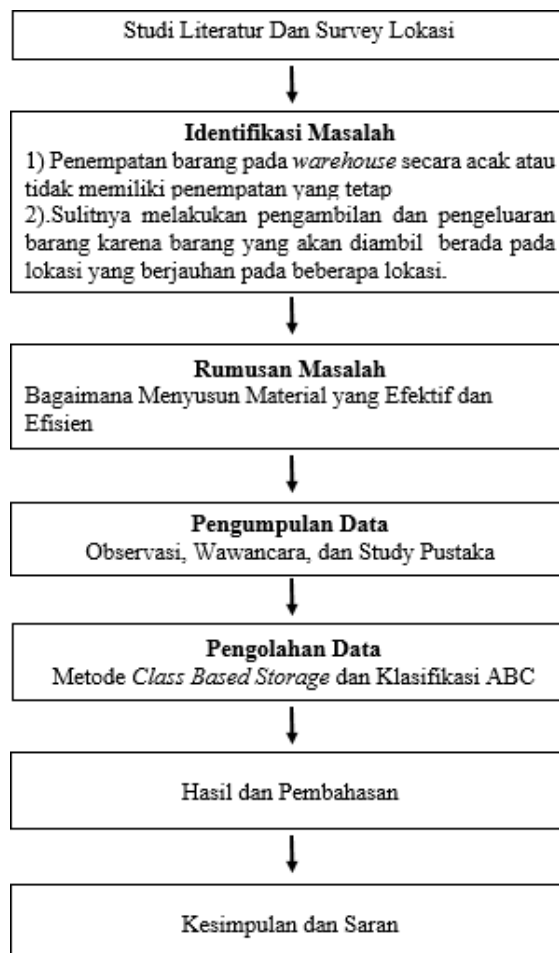 Studi Literatur Dan Survey Lokasi
Identifikasi Masalah
1) Penempatan barang pada warehouse secara acak atau
tidak memiliki penempatan yang tetap
2).Sulitnya melakukan pengambilan dan pengeluaran
barang karena barang yang akan diambil berada pada
lokasi yang berjauhan pada beberapa lokasi.
Rumusan Masalah
Bagaimana Menyusun Material yang Efektif dan
Efisien
Pengumpulan Data
Observasi, Wawancara, dan Study Pustaka
Pengolahan Data
Metode Class Based Storage dan Klasifikasi ABC
Hasil dan Pembahasan
Kesimpulan dan Saran